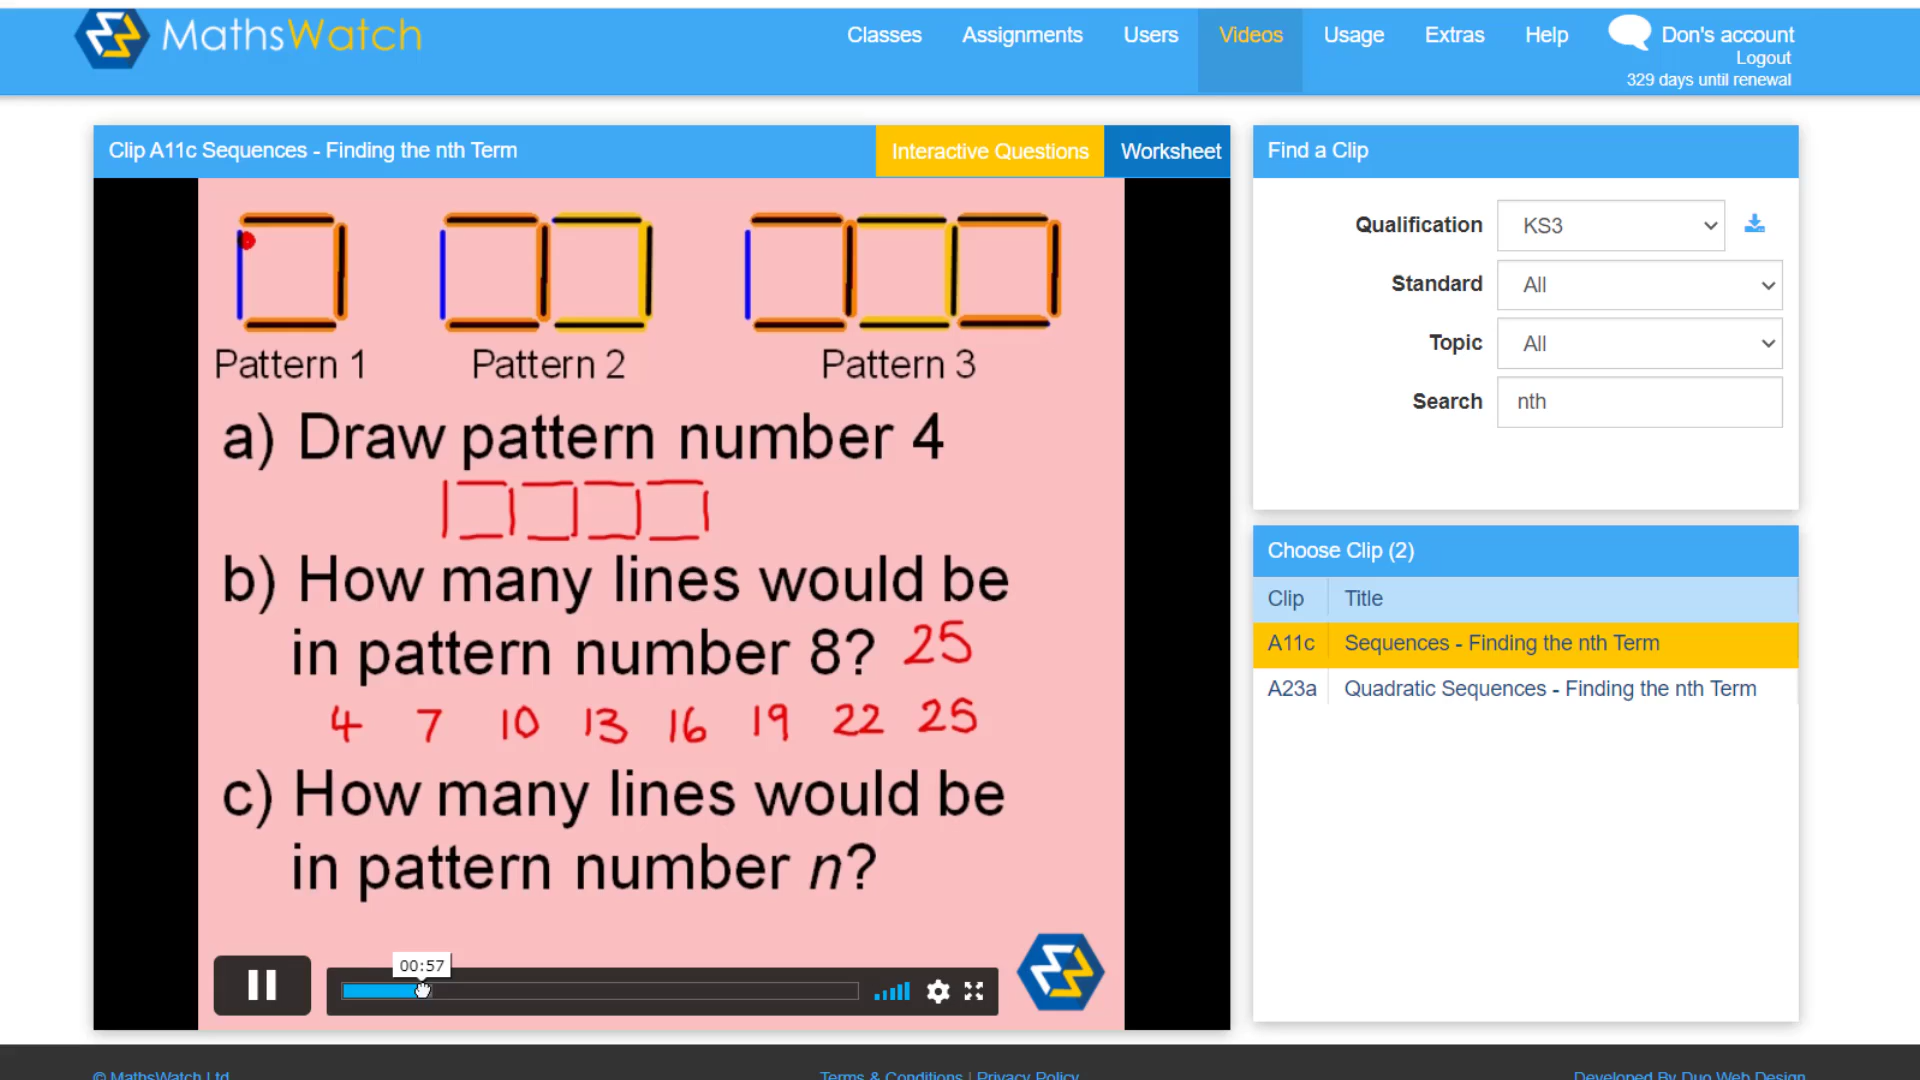 MathsWatch
Classes Assignments Users Videos Usage Extras Help Don's account
Logout
329 days until renewal
Clip A11c Sequences - Finding the nth Term Interactive Questions Worksheet
Pattern 1 Pattern 2 Pattern 3
a) Draw pattern number 4
b) How many lines would be
in pattern number 8? 25
4 7 10 13 16 19 22 25
c) How many lines would be
in pattern number n?
00:57
Find a Clip
Qualification KS3
Standard All
Topic All
Search nth
Choose Clip (2)
Clip Title
A11c Sequences - Finding the nth Term
A23a Quadratic Sequences - Finding the nth Term
© MathsWatch Ltd Terms & Conditions | Privacy Policy Developed By Duo Web Design